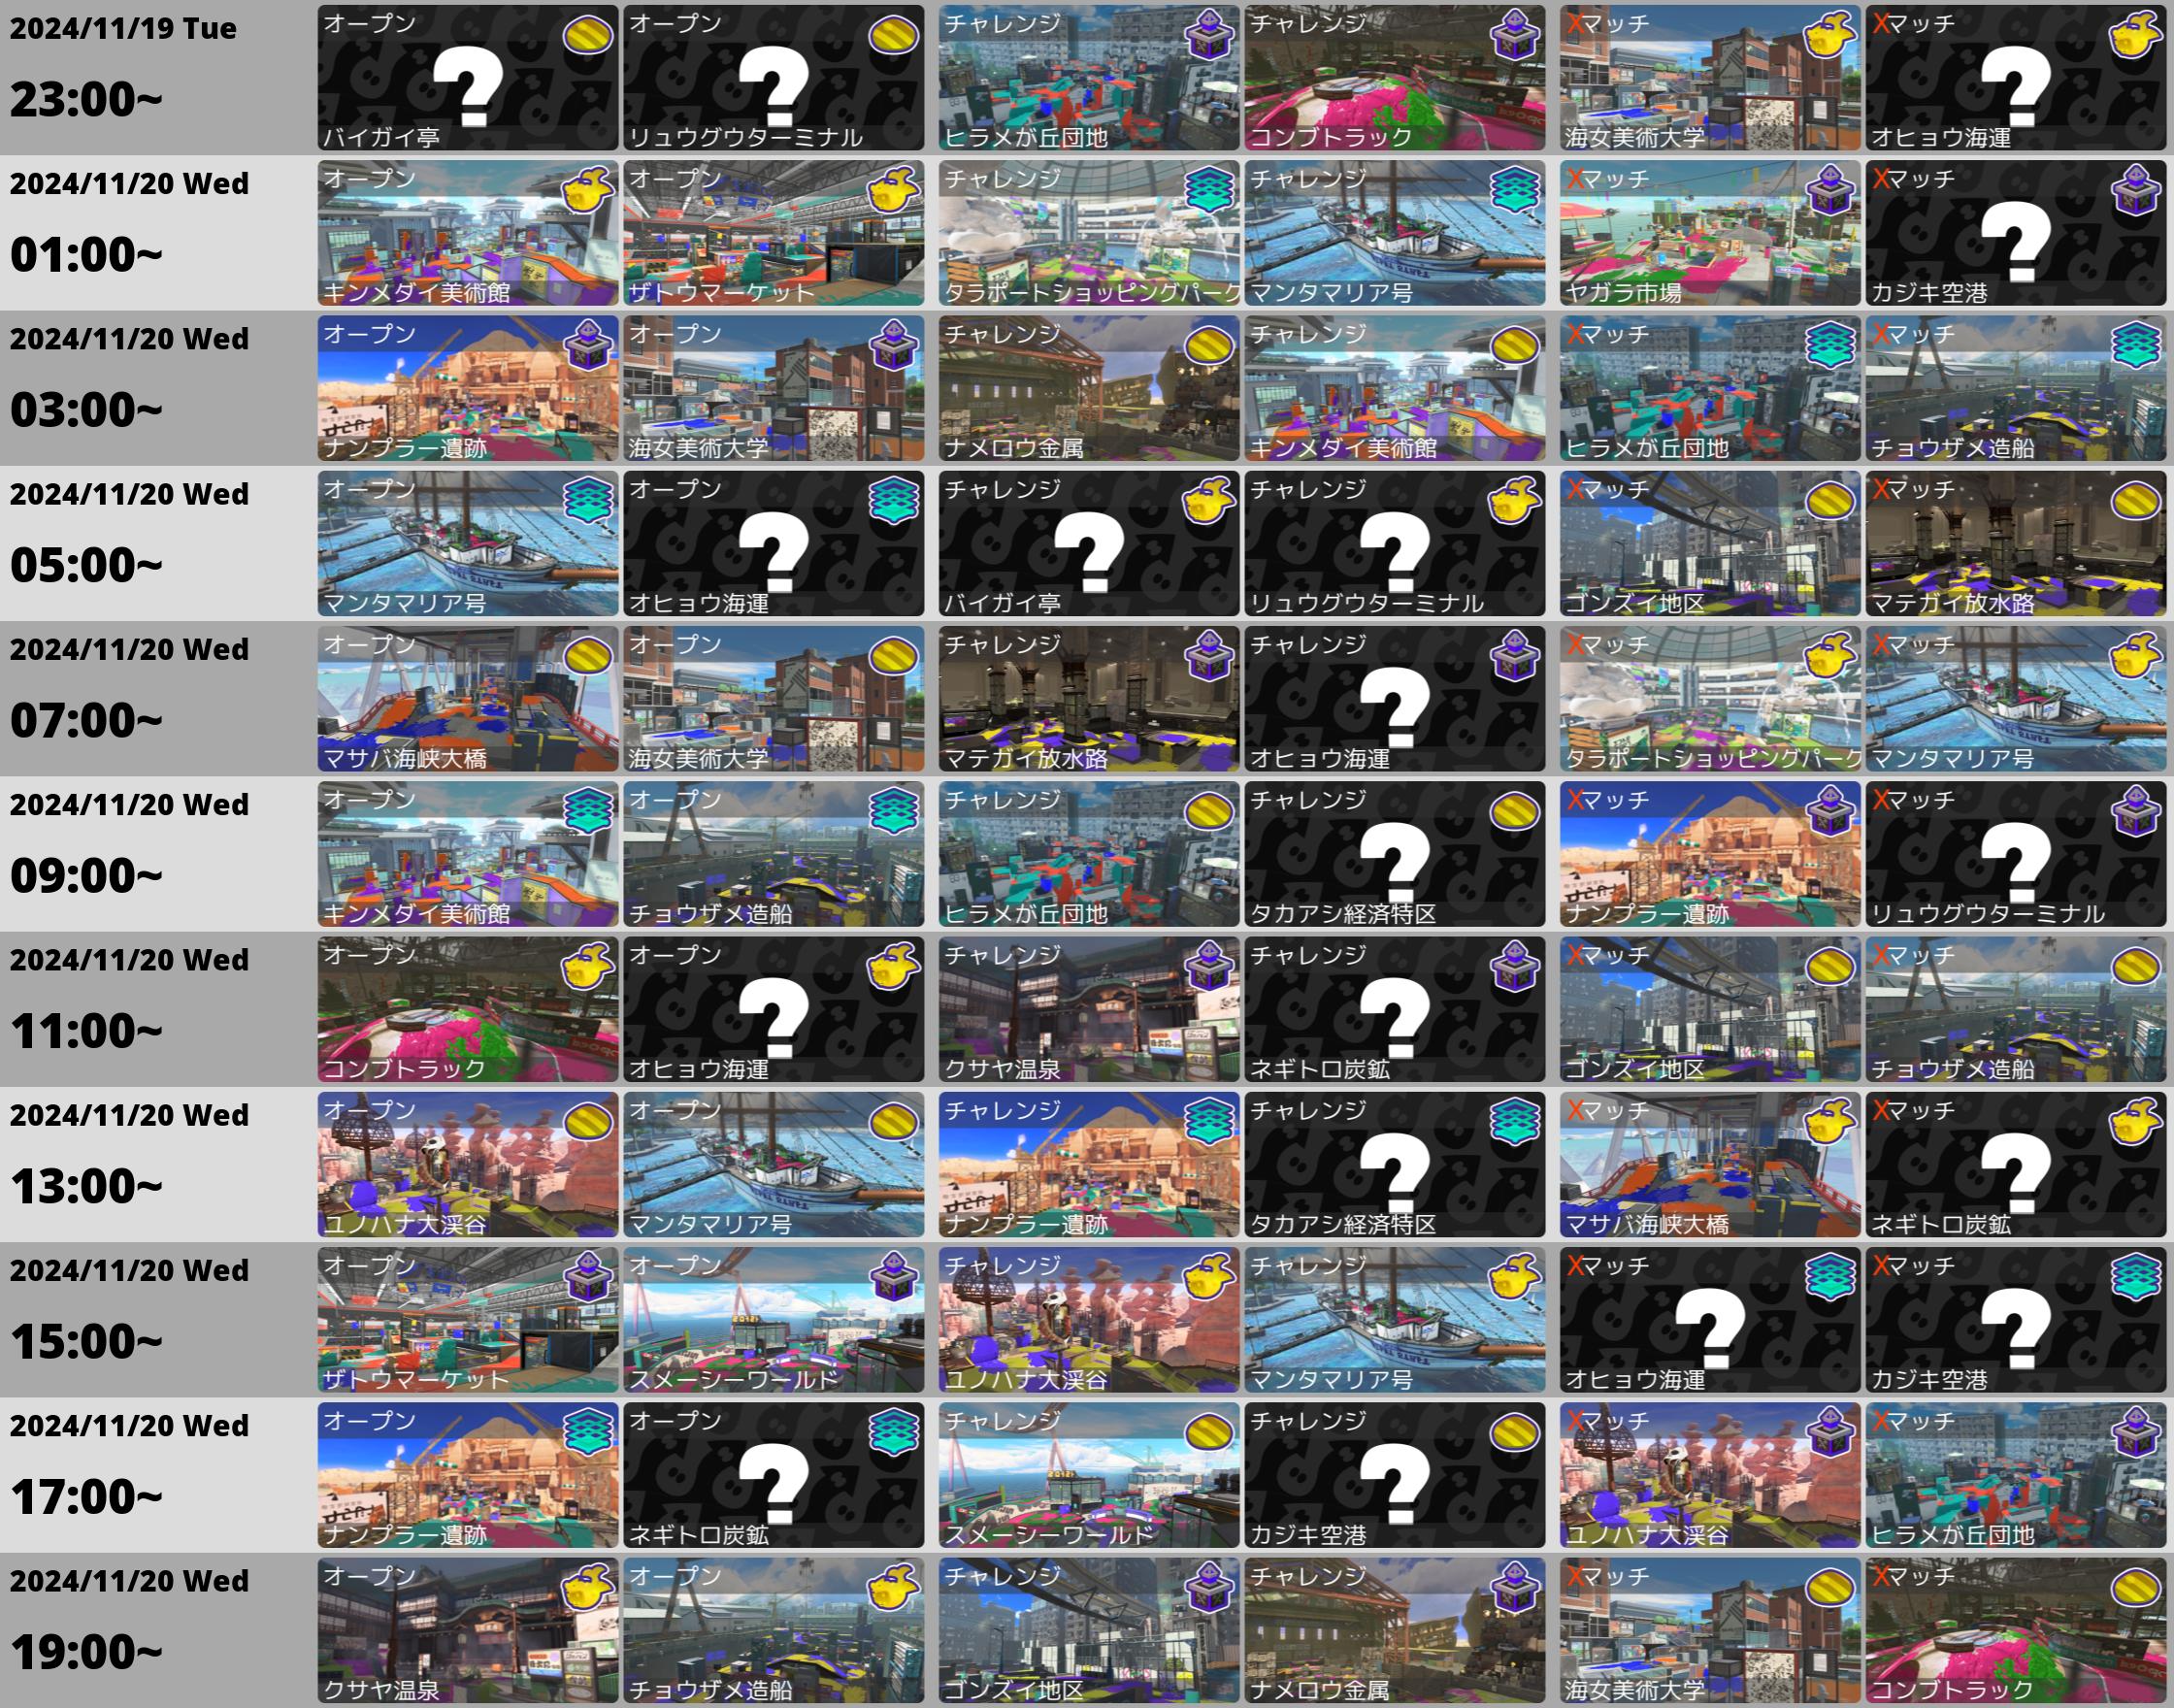 2024/11/19 Tue
23:00~
オープン オープン チャレンジ チャレンジ Xマッチ Xマッチ
バイガイ亭 リュウグウターミナル ヒラメが丘団地 コンブトラック 海女美術大学 オヒョウ海運
2024/11/20 Wed
01:00~
オープン オープン チャレンジ チャレンジ Xマッチ Xマッチ
キンメダイ美術館 ザトウマーケット タラポートショッピングパーク マンタマリア号 ヤガラ市場 カジキ空港
2024/11/20 Wed
03:00~
オープン オープン チャレンジ チャレンジ Xマッチ Xマッチ
ナンプラー遺跡 海女美術大学 ナメロウ金属 キンメダイ美術館 ヒラメが丘団地 チョウザメ造船
2024/11/20 Wed
05:00~
オープン オープン チャレンジ チャレンジ Xマッチ Xマッチ
マンタマリア号 オヒョウ海運 バイガイ亭 リュウグウターミナル ゴンズイ地区 マテガイ放水路
2024/11/20 Wed
07:00~
オープン オープン チャレンジ チャレンジ Xマッチ Xマッチ
マサバ海峡大橋 海女美術大学 マテガイ放水路 オヒョウ海運 タラポートショッピングパーク マンタマリア号
2024/11/20 Wed
09:00~
オープン オープン チャレンジ チャレンジ Xマッチ Xマッチ
キンメダイ美術館 チョウザメ造船 ヒラメが丘団地 タカアシ経済特区 ナンプラー遺跡 リュウグウターミナル
2024/11/20 Wed
11:00~
オープン オープン チャレンジ チャレンジ Xマッチ Xマッチ
コンブトラック オヒョウ海運 クサヤ温泉 ネギトロ炭鉱 ゴンズイ地区 チョウザメ造船
2024/11/20 Wed
13:00~
オープン オープン チャレンジ チャレンジ Xマッチ Xマッチ
ユノハナ大渓谷 マンタマリア号 ナンプラー遺跡 タカアシ経済特区 マサバ海峡大橋 ネギトロ炭鉱
2024/11/20 Wed
15:00~
オープン オープン チャレンジ チャレンジ Xマッチ Xマッチ
ザトウマーケット スメーシーワールド ユノハナ大渓谷 マンタマリア号 オヒョウ海運 カジキ空港
2024/11/20 Wed
17:00~
オープン オープン チャレンジ チャレンジ Xマッチ Xマッチ
ナンプラー遺跡 ネギトロ炭鉱 スメーシーワールド カジキ空港 ユノハナ大渓谷 ヒラメが丘団地
2024/11/20 Wed
19:00~
オープン オープン チャレンジ チャレンジ Xマッチ Xマッチ
クサヤ温泉 チョウザメ造船 ゴンズイ地区 ナメロウ金属 海女美術大学 コンブトラック